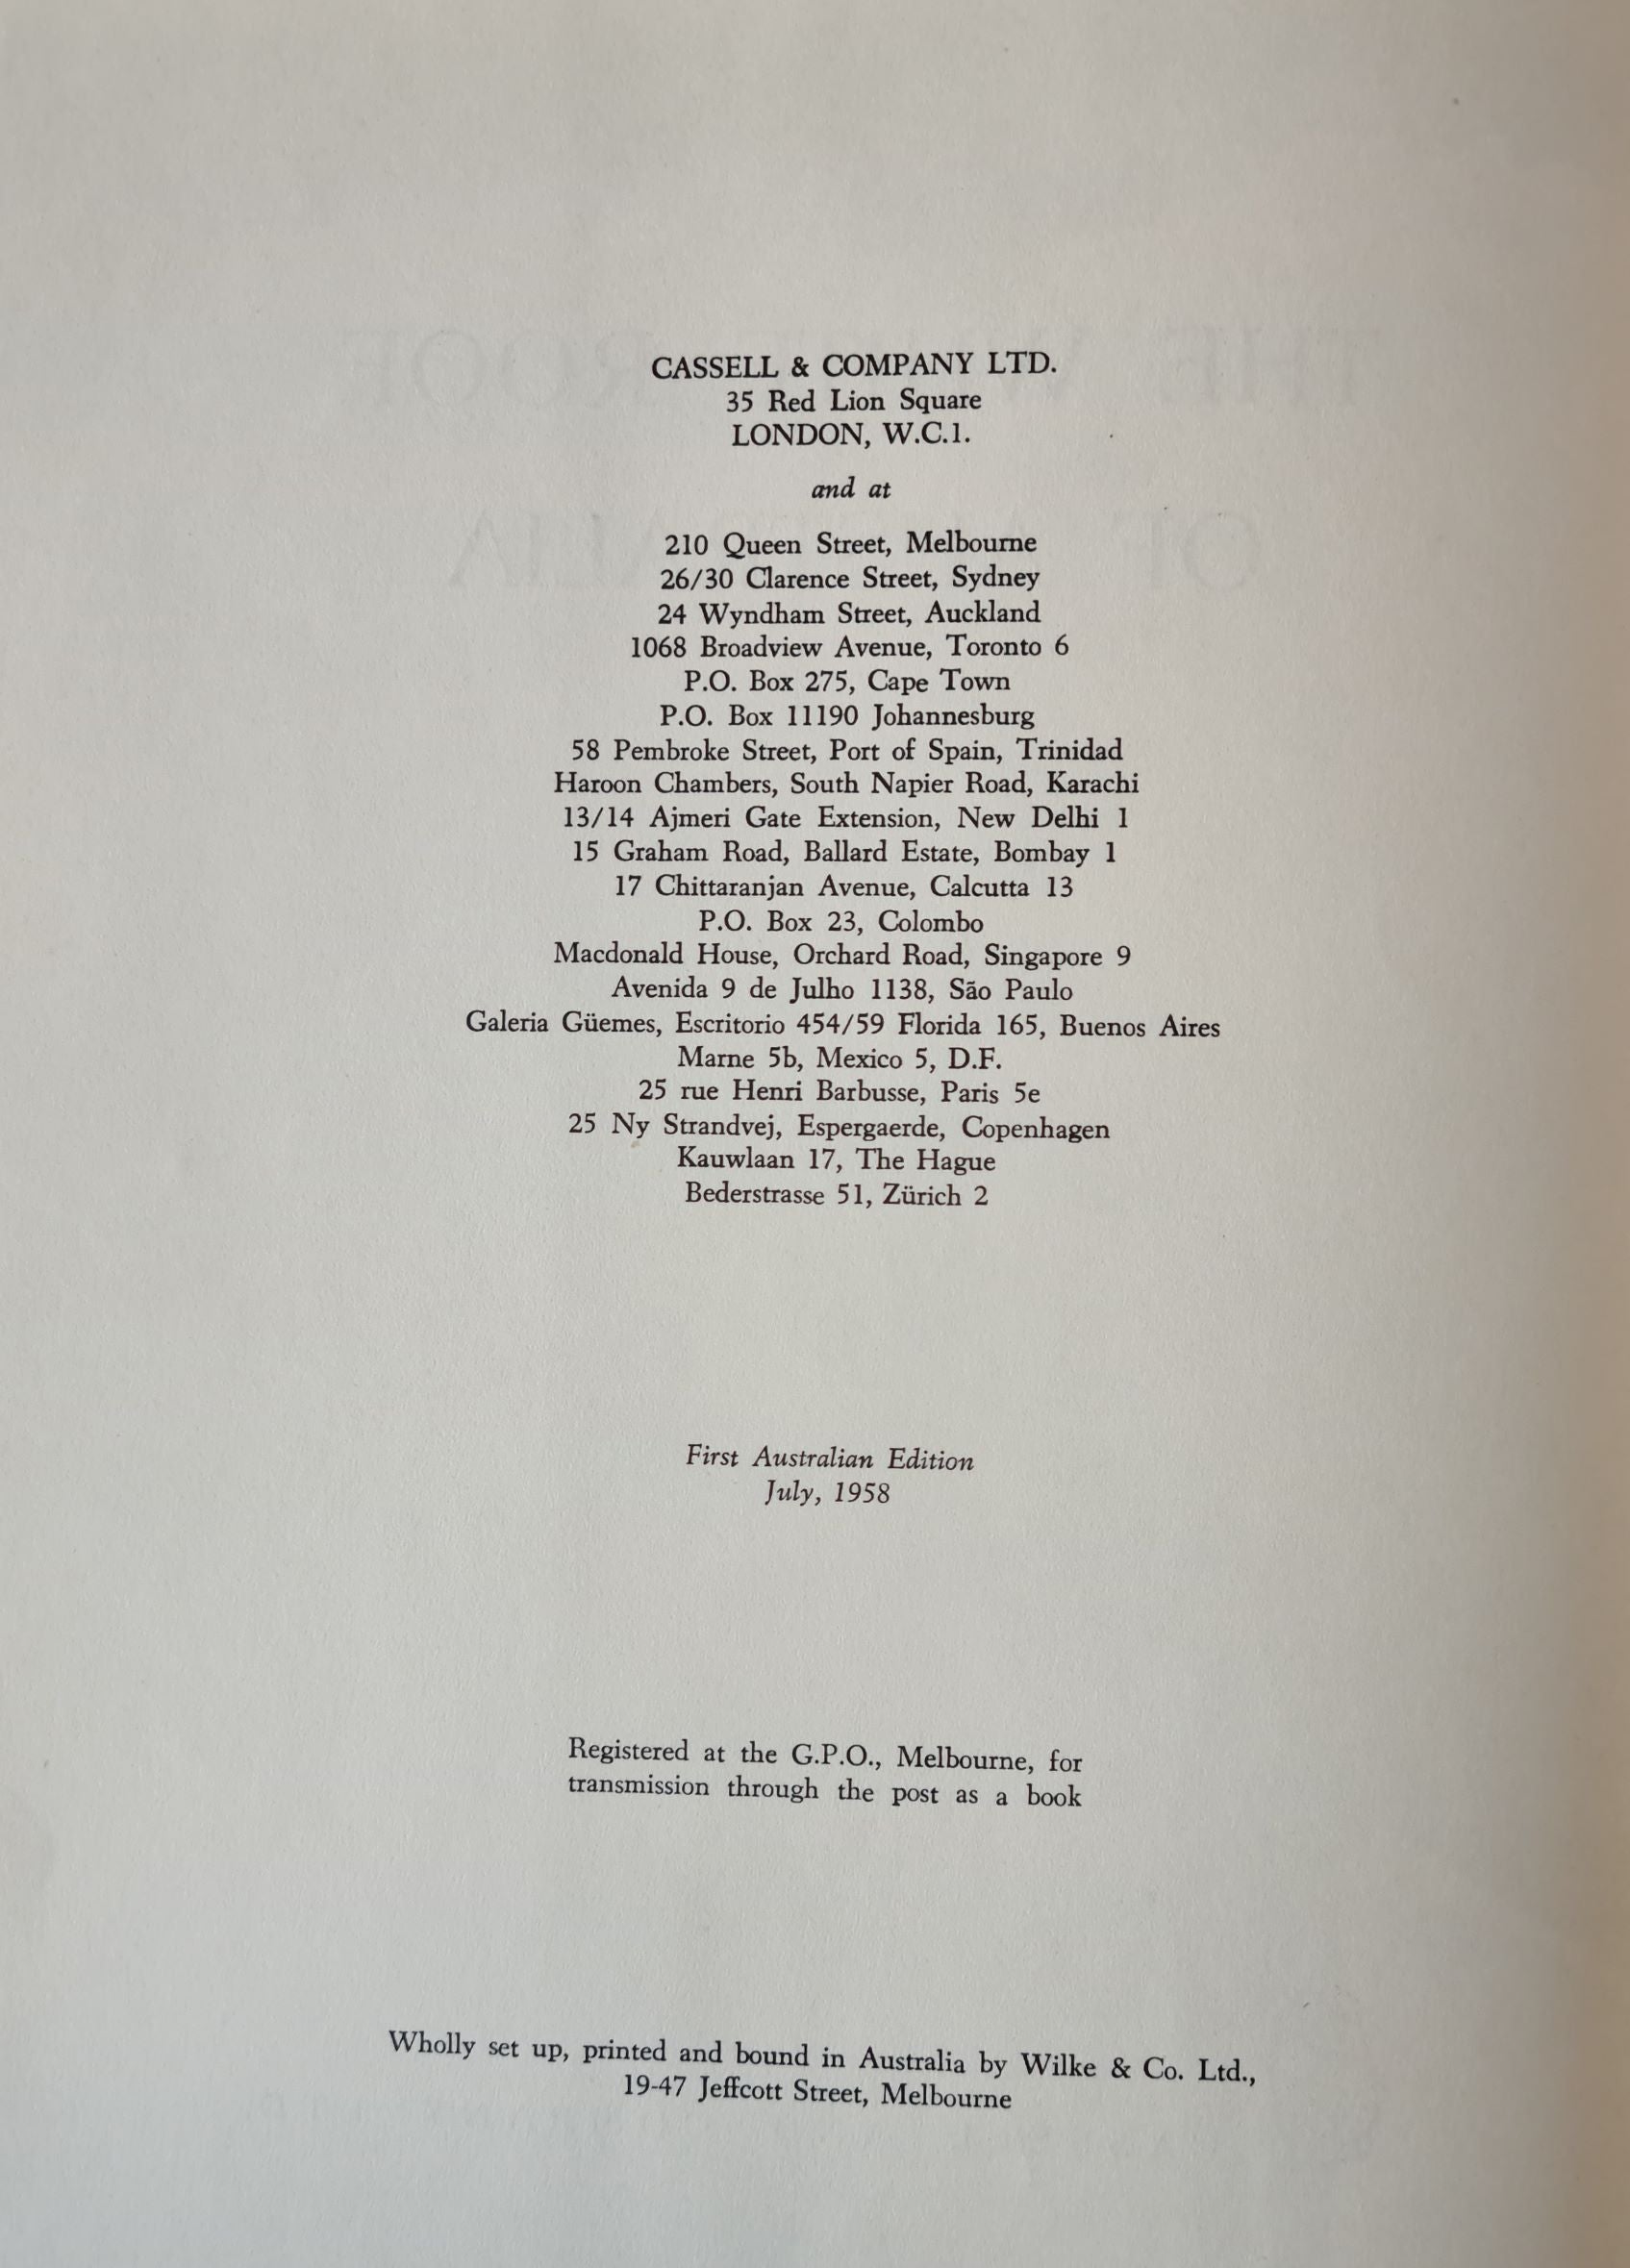 CASSELL & COMPANY LTD.
35 Red Lion Square
LONDON, W.C.1.
and at
210 Queen Street, Melbourne
26/30 Clarence Street, Sydney
24 Wyndham Street, Auckland
1068 Broadview Avenue, Toronto 6
P.O. Box 275, Cape Town
P.O. Box 11190 Johannesburg
58 Pembroke Street, Port of Spain, Trinidad
Haroon Chambers, South Napier Road, Karachi
13/14 Ajmeri Gate Extension, New Delhi 1
15 Graham Road, Ballard Estate, Bombay 1
17 Chittaranjan Avenue, Calcutta 13
P.O. Box 23, Colombo
Macdonald House, Orchard Road, Singapore 9
Avenida 9 de Julho 1138, São Paulo
Galeria Güemes, Escritorio 454/59 Florida 165, Buenos Aires
Marne 5b, Mexico 5, D.F.
25 rue Henri Barbusse, Paris 5e
25 Ny Strandvej, Espergaerde, Copenhagen
Kauwlaan 17, The Hague
Bederstrasse 51, Zürich 2
First Australian Edition
July, 1958
Registered at the G.P.O., Melbourne, for
transmission through the post as a book
Wholly set up, printed and bound in Australia by Wilke & Co. Ltd.,
19-47 Jeffcott Street, Melbourne